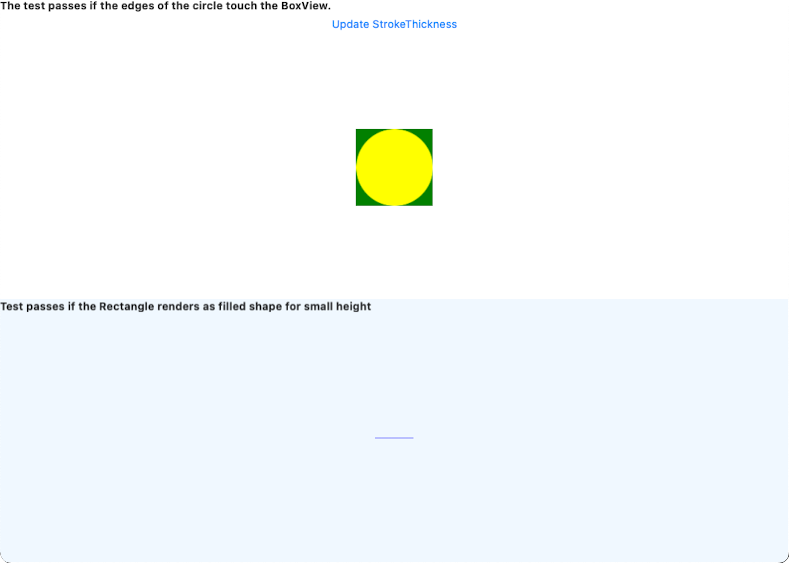 The test passes if the edges of the circle touch the BoxView.
Update StrokeThickness
Test passes if the Rectangle renders as filled shape for small height